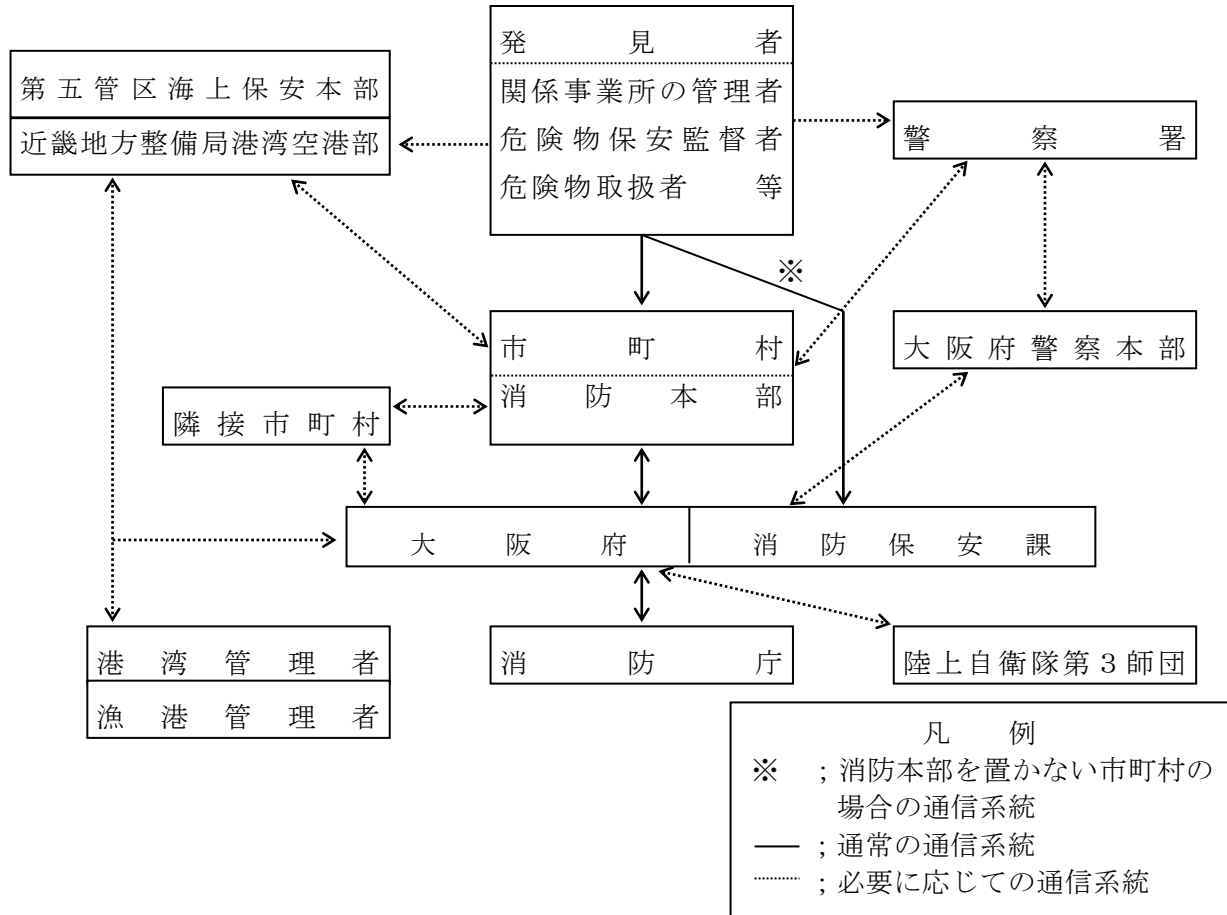 発見者
関係事業所の管理者
危険物保安監督者
危険物取扱者 等
第五管区海上保安本部
近畿地方整備局港湾空港部
警察署
※
市町村
消防本部
大阪府警察本部
隣接市町村
大阪府 消防保安課
港湾管理者
漁港管理者
消防庁
陸上自衛隊第3師団
凡例
※ ；消防本部を置かない市町村の
場合の通信系統
；通常の通信系統
；必要に応じての通信系統